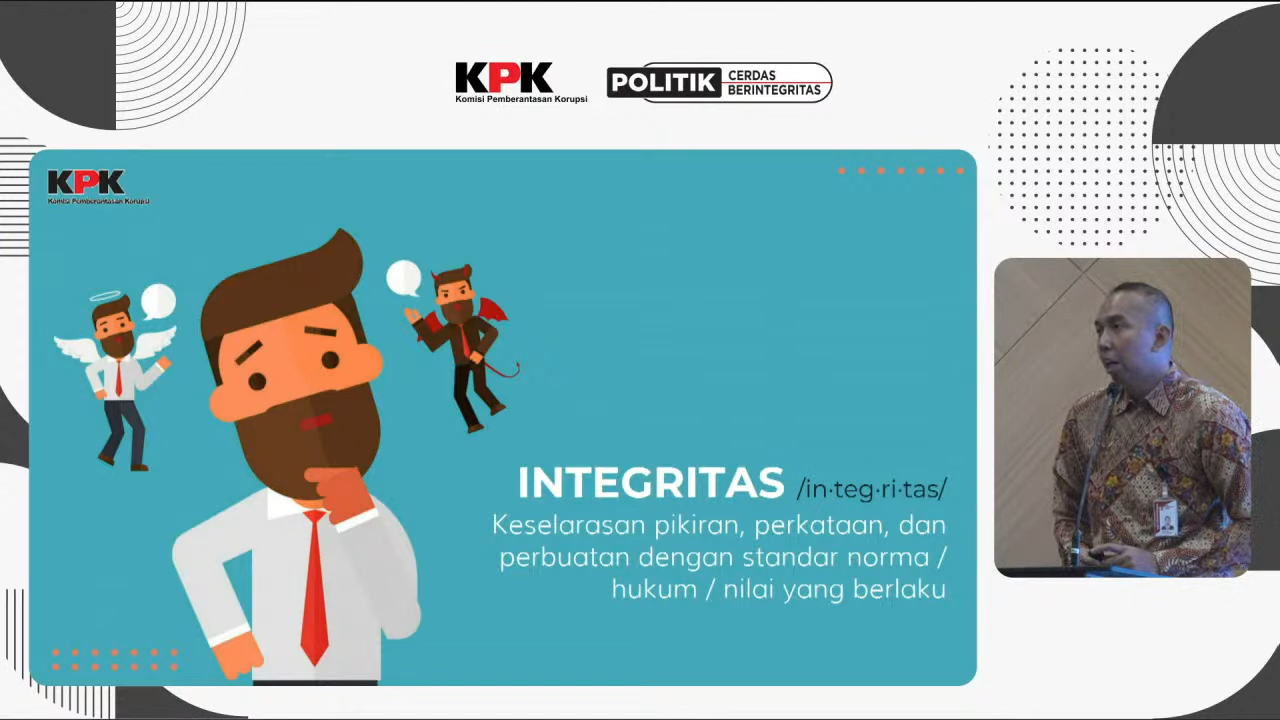 KPK
Komisi Pemberantasan Korupsi
POLITIK CERDAS
BERINTEGRITAS
KPK
Komisi Pemberantasan Korupsi
INTEGRITAS /in·teg·ri·tas/
Keselarasan pikiran, perkataan, dan
perbuatan dengan standar norma /
hukum / nilai yang berlaku